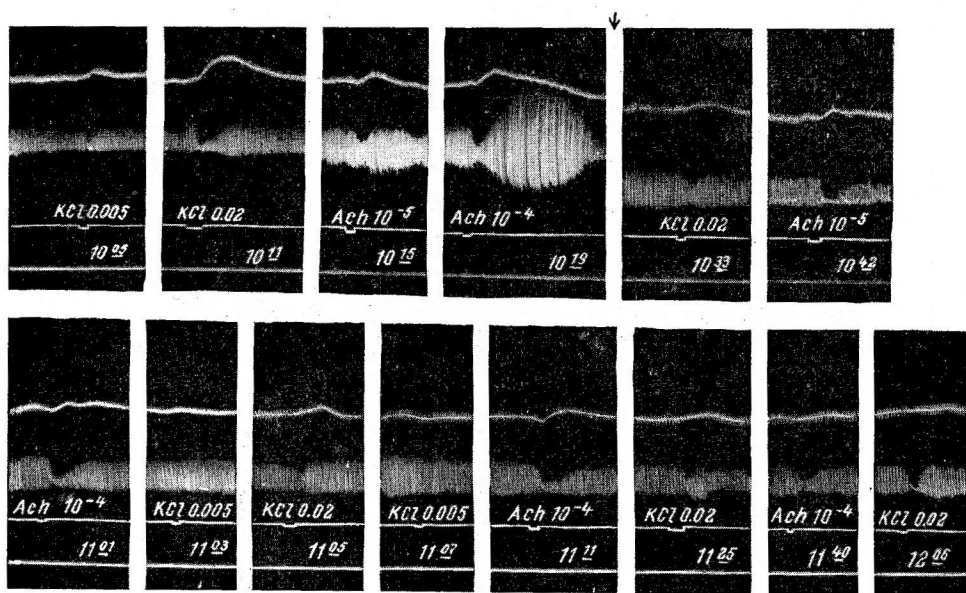 KCl 0.005
10 05
KCl 0.02
10 11
Ach 10⁻⁵
10 15
Ach 10⁻⁴
10 19
KCl 0.02
10 33
Ach 10⁻⁵
10 42
Ach 10⁻⁴
11 01
KCl 0.005
11 03
KCl 0.02
11 05
KCl 0.005
11 07
Ach 10⁻⁴
11 11
KCl 0.02
11 25
Ach 10⁻⁴
11 40
KCl 0.02
12 06